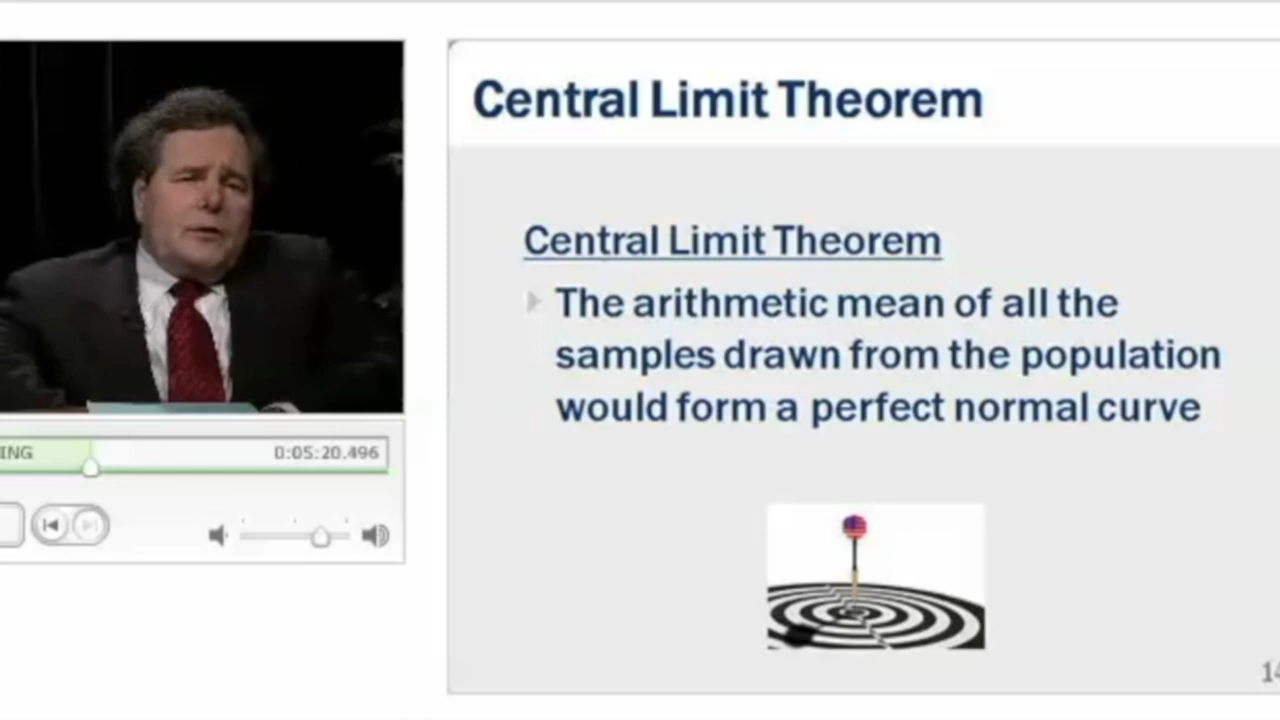 Central Limit Theorem
Central Limit Theorem
The arithmetic mean of all the
samples drawn from the population
would form a perfect normal curve
ING
0:05:20.496
14